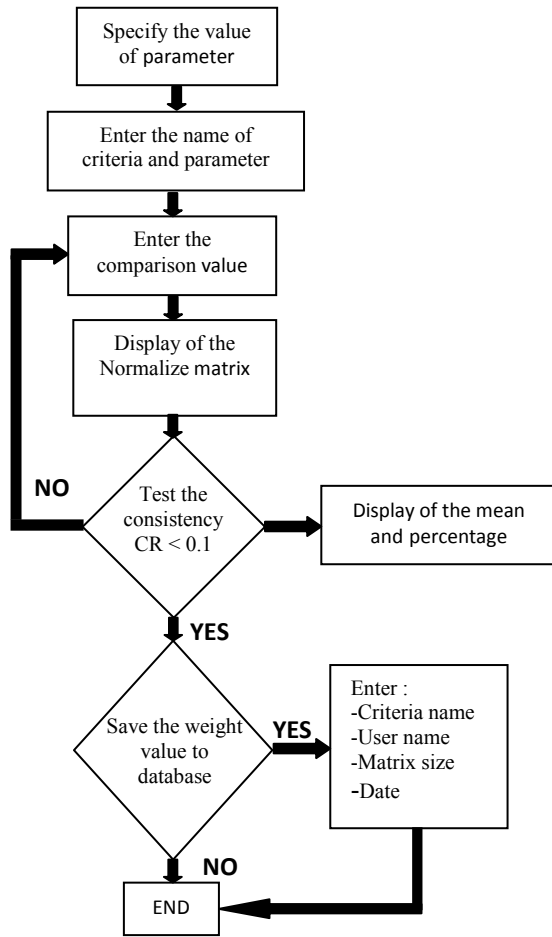 Specify the value
of parameter
Enter the name of
criteria and parameter
Enter the
comparison value
Display of the
Normalize matrix
NO
Test the
consistency
CR < 0.1
Display of the mean
and percentage
YES
Save the weight
value to
database
YES
Enter :
-Criteria name
-User name
-Matrix size
-Date
NO
END